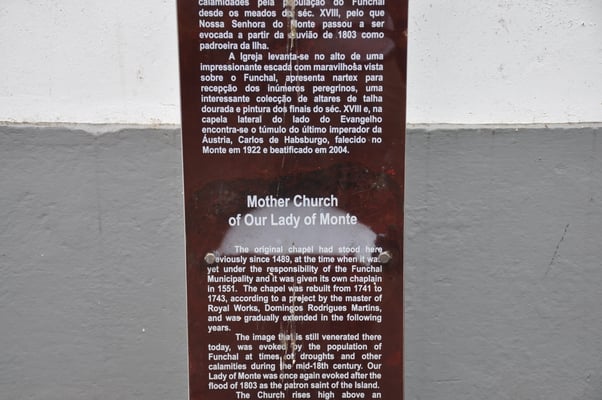 calamidades pela população do Funchal
desde os meados do séc. XVIII, pelo que
Nossa Senhora do Monte passou a ser
evocada a partir da aluvião de 1803 como
padroeira da Ilha.
A Igreja levanta-se no alto de uma
impressionante escada com maravilhosa vista
sobre o Funchal, apresenta nartex para
recepção dos inúmeros peregrinos, uma
interessante colecção de altares de talha
dourada e pintura dos finais do séc. XVIII e, na
capela lateral do lado do Evangelho
encontra-se o túmulo do último imperador da
Áustria, Carlos de Habsburgo, falecido no
Monte em 1922 e beatificado em 2004.
Mother Church
of Our Lady of Monte
The original chapel had stood here
previously since 1489, at the time when it was
yet under the responsibility of the Funchal
Municipality and it was given its own chaplain
in 1551. The chapel was rebuilt from 1741 to
1743, according to a project by the master of
Royal Works, Domingos Rodrigues Martins,
and was gradually extended in the following
years.
The image that is still venerated there
today, was evoked by the population of
Funchal at times of droughts and other
calamities during the mid-18th century. Our
Lady of Monte was once again evoked after the
flood of 1803 as the patron saint of the Island.
The Church rises high above an